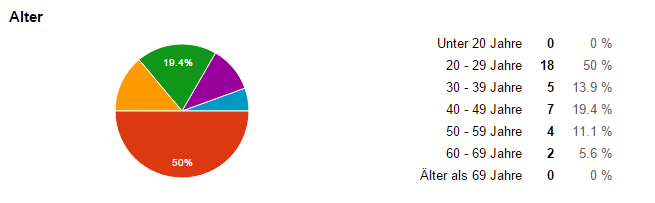 Alter
19.4%
50%
Unter 20 Jahre 0 0 %
20 - 29 Jahre 18 50 %
30 - 39 Jahre 5 13.9 %
40 - 49 Jahre 7 19.4 %
50 - 59 Jahre 4 11.1 %
60 - 69 Jahre 2 5.6 %
Älter als 69 Jahre 0 0 %